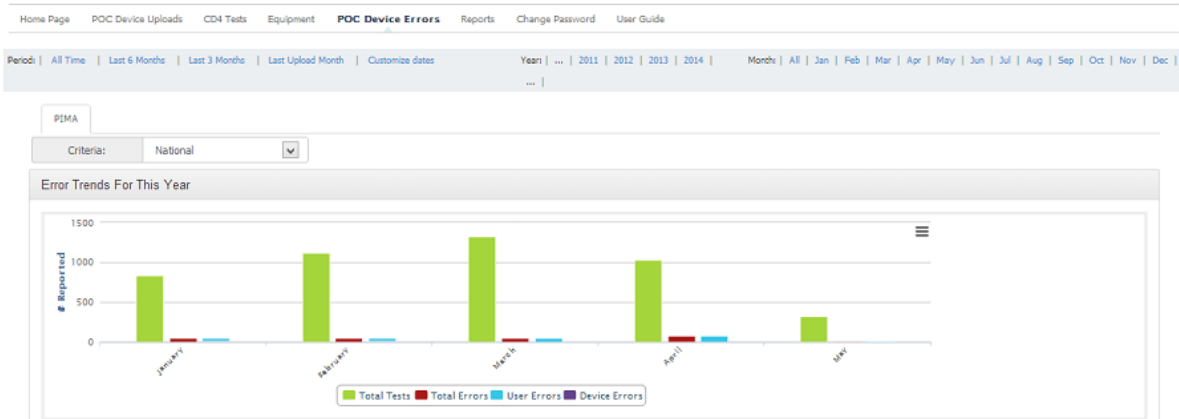 Home Page POC Device Uploads CD4 Tests Equipment POC Device Errors Reports Change Password User Guide
Period: | All Time | Last 6 Months | Last 3 Months | Last Upload Month | Customize dates Year: | ... | 2011 | 2012 | 2013 | 2014 | Month: | All | Jan | Feb | Mar | Apr | May | Jun | Jul | Aug | Sep | Oct | Nov | Dec |
... |
PIMA
Criteria: National
Error Trends For This Year
# Reported
1500
1000
500
0
January February March April May
Total Tests Total Errors User Errors Device Errors